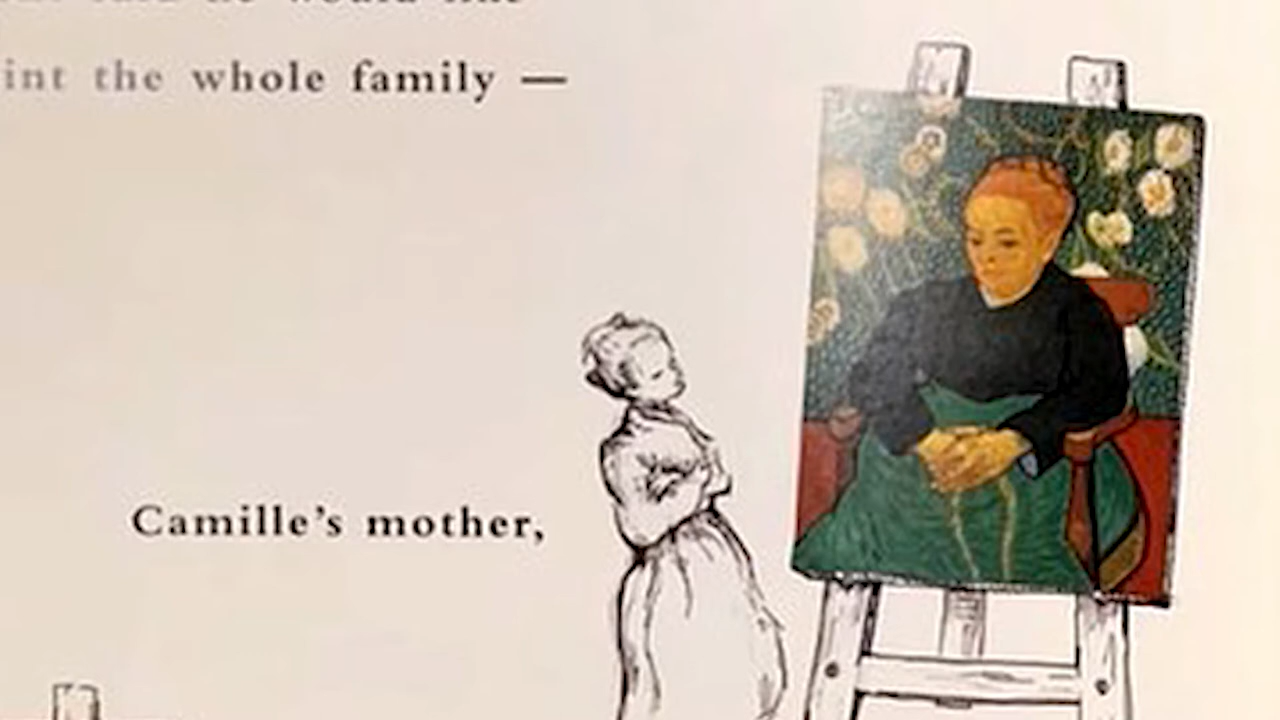 int the whole family —
Camille's mother,